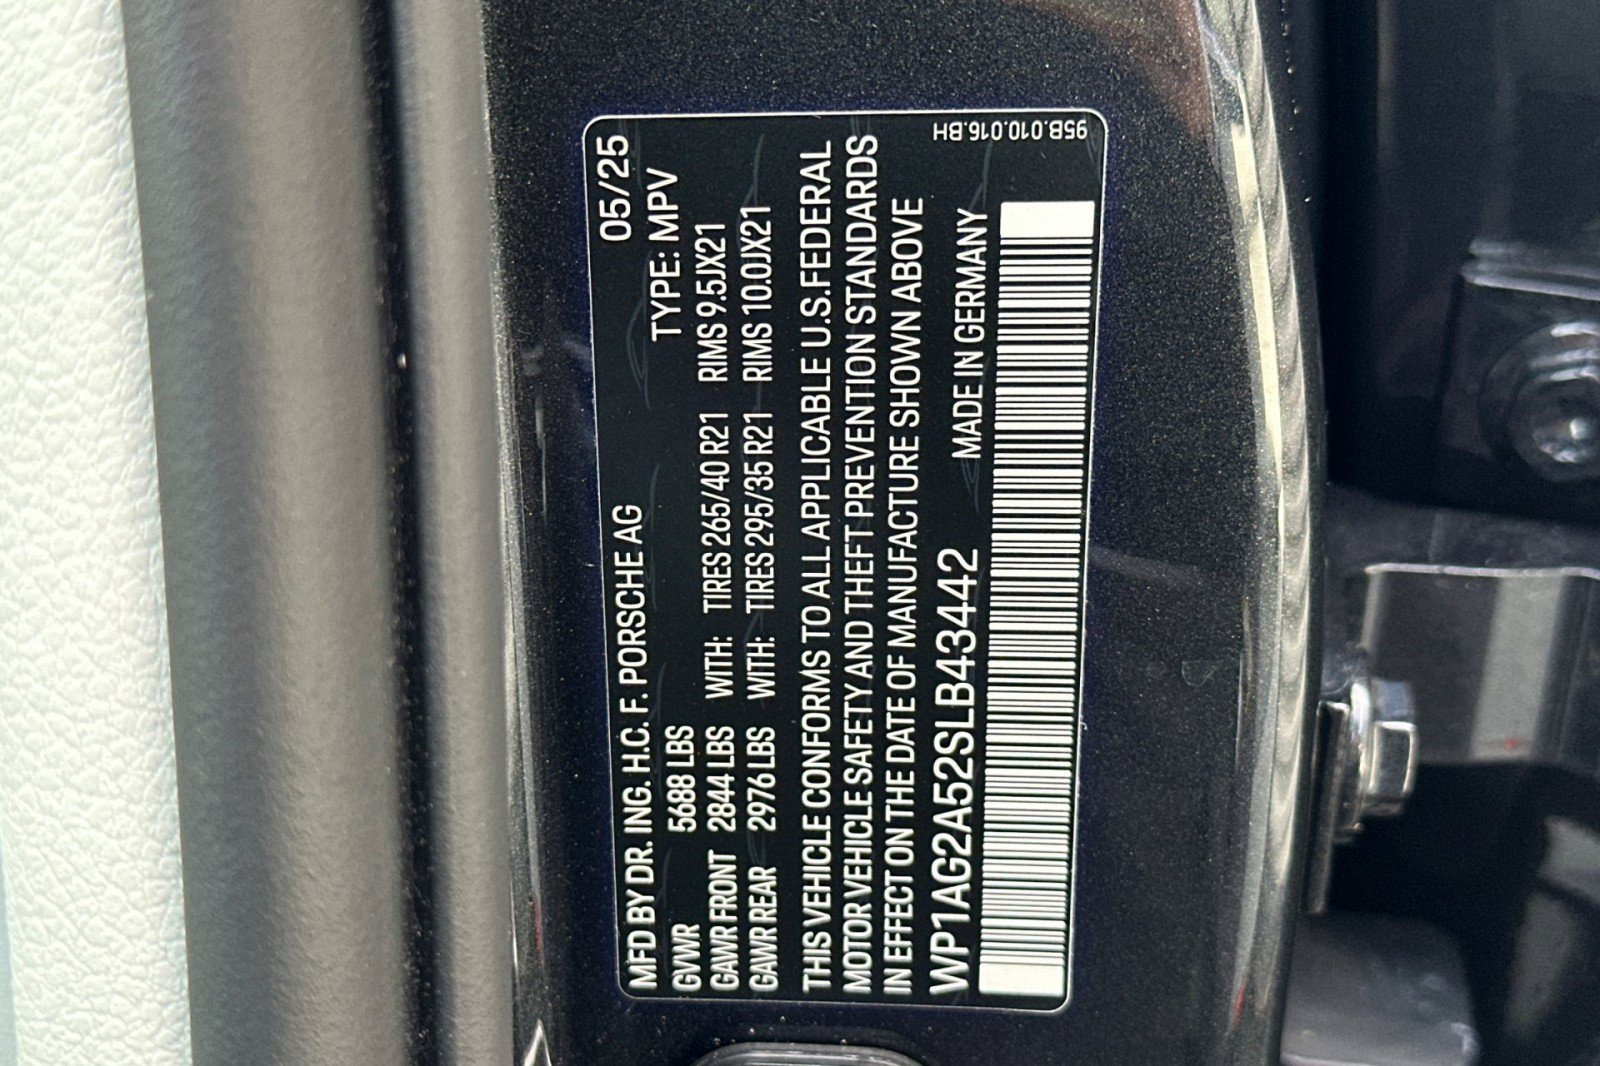 MFD BY DR. ING. H.C. F. PORSCHE AG 05/25
GVWR 5688 LBS TYPE: MPV
GAWR FRONT 2844 LBS WITH: TIRES 265/40 R21 RIMS 9.5JX21
GAWR REAR 2976 LBS WITH: TIRES 295/35 R21 RIMS 10.0JX21
THIS VEHICLE CONFORMS TO ALL APPLICABLE U.S.FEDERAL
MOTOR VEHICLE SAFETY AND THEFT PREVENTION STANDARDS
IN EFFECT ON THE DATE OF MANUFACTURE SHOWN ABOVE
WP1AG2A52SLB43442 MADE IN GERMANY
95B.010.016.BH